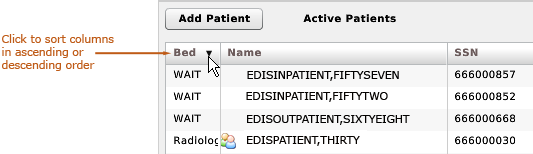 Add Patient Active Patients
Click to sort columns
in ascending or
descending order
Bed Name SSN
WAIT EDISINPATIENT,FIFTYSEVEN 666000857
WAIT EDISINPATIENT,FIFTYTWO 666000852
WAIT EDISOUTPATIENT,SIXTYEIGHT 666000668
Radiolog EDISPATIENT,THIRTY 666000030